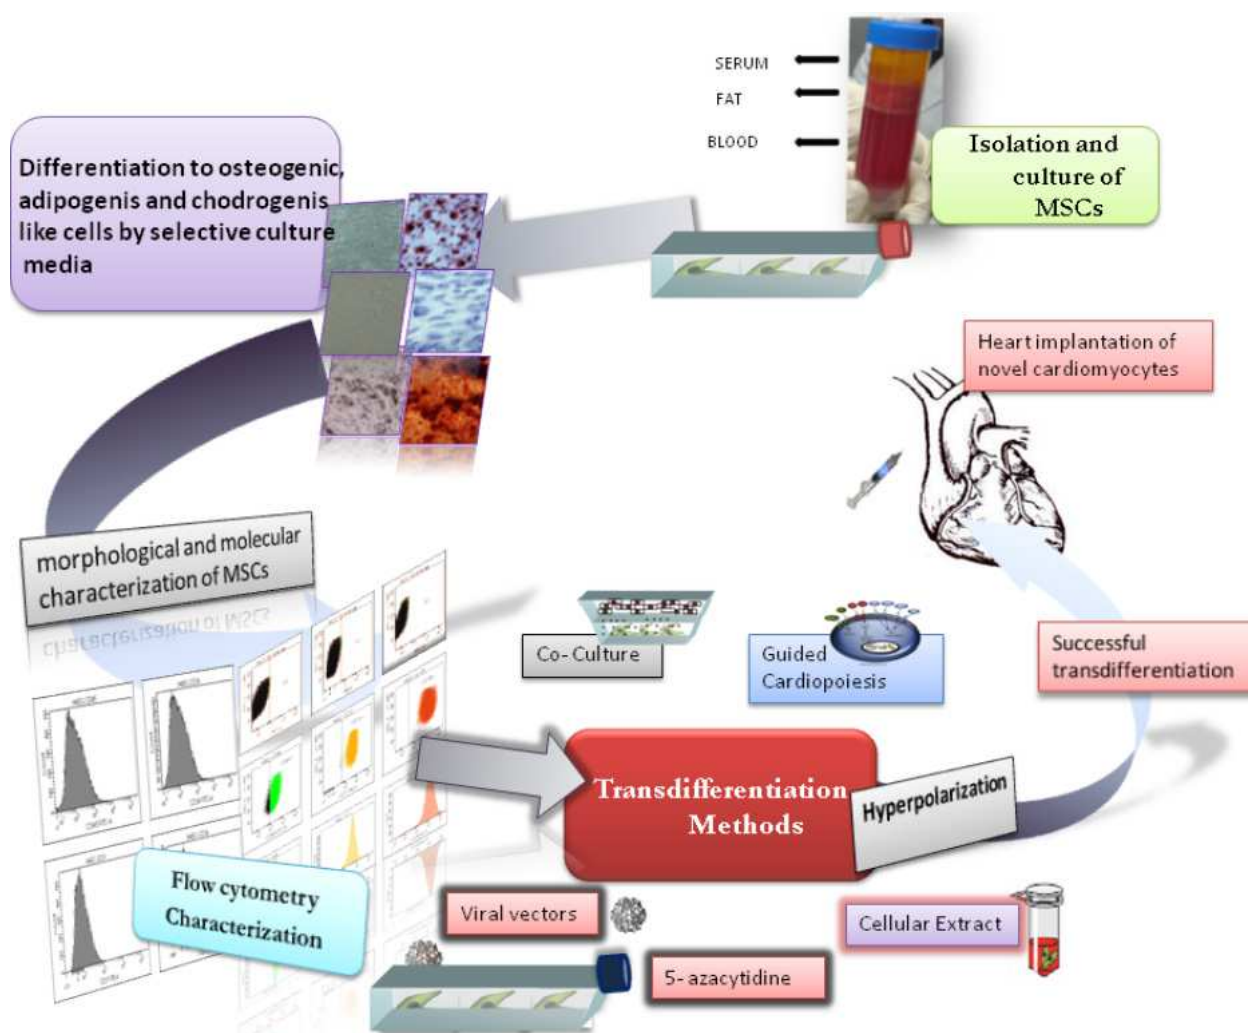 SERUM
FAT
BLOOD
Isolation and
culture of
MSCs
Differentiation to osteogenic,
adipogenis and chodrogenis
like cells by selective culture
media
Heart implantation of
novel cardiomyocytes
morphological and molecular
characterization of MSCs
Co- Culture
Guided
Cardiopoiesis
Successful
transdifferentiation
Transdifferentiation
Methods
Hyperpolarization
Flow cytometry
Characterization
Viral vectors
Cellular Extract
5- azacytidine